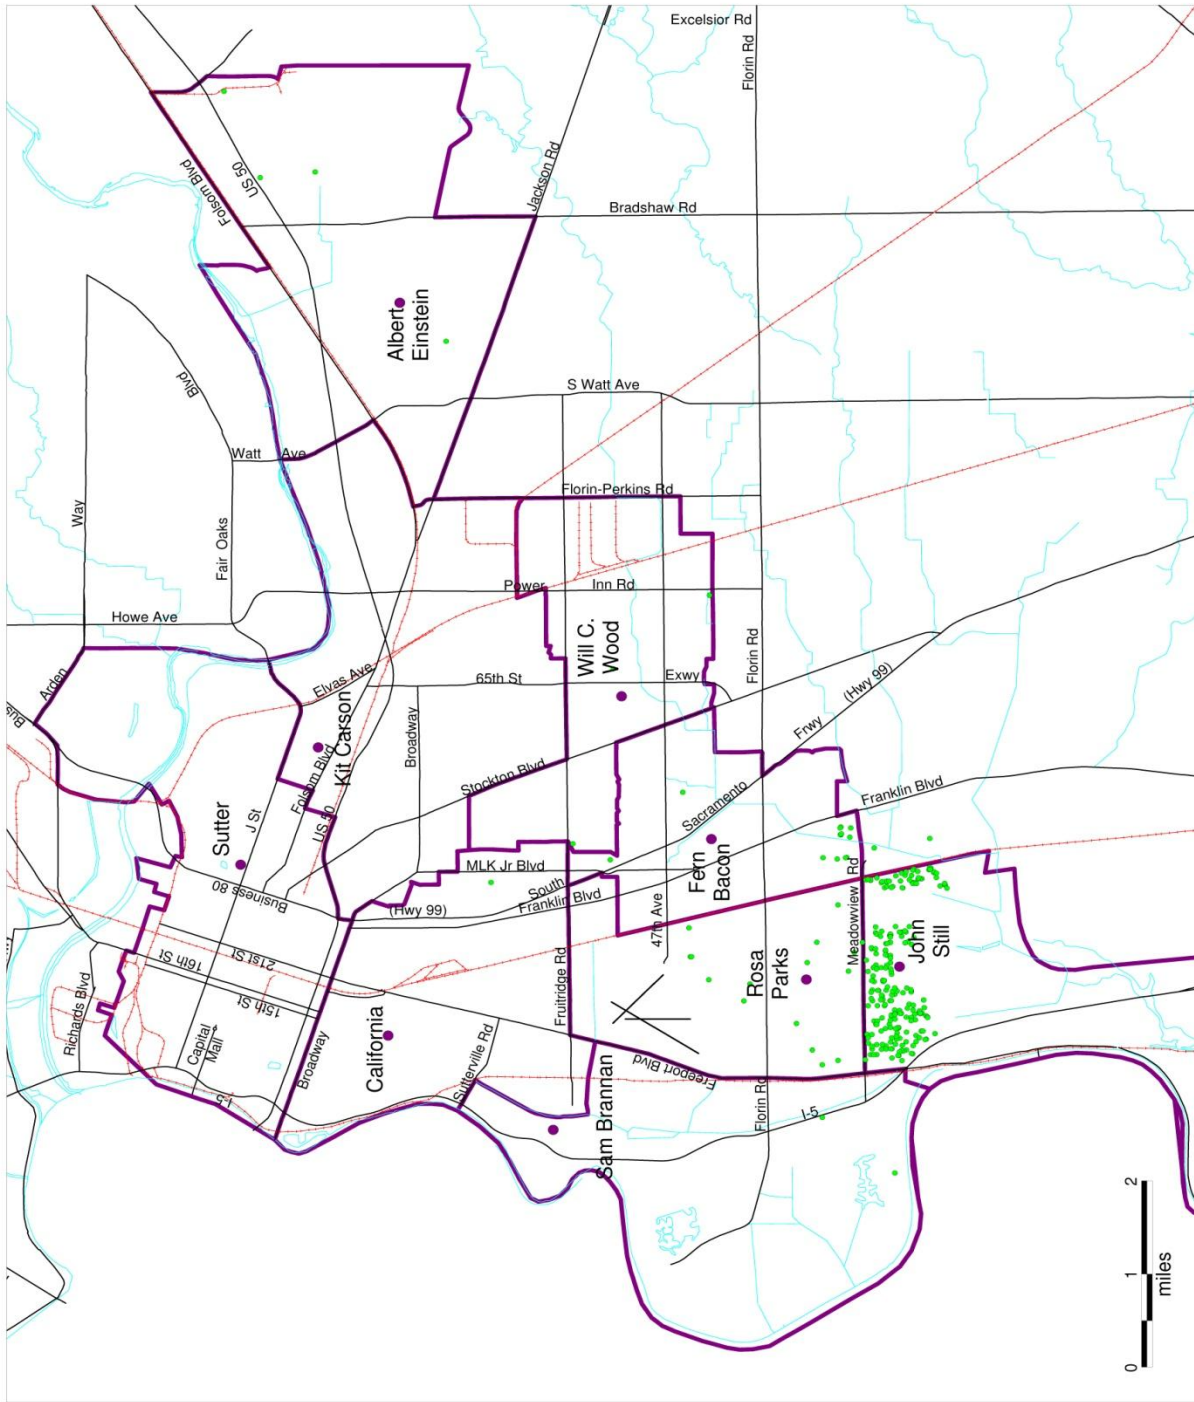 Excelsior Rd
Florin Rd
Jackson Rd
Folsom Blvd
US 50
Bradshaw Rd
Albert
Einstein
Blvd
S Watt Ave
Watt Ave
Way
Fair Oaks
Florin-Perkins Rd
Howe Ave
Power Inn Rd
Florin Rd
Will C.
Wood
Arden
Bus
Elvas Ave
65th St
Exwy
Kit Carson
Folsom Blvd
Broadway
Stockton Blvd
Frwy
(Hwy 99)
Sacramento
Franklin Blvd
Sutter
J St
US 50
MLK Jr Blvd
Fern
Bacon
Business 80
(Hwy 99)
South
Franklin Blvd
Meadowview Rd
47th Ave
21st St
16th St
15th St
Richards Blvd
Capital
Mall
Broadway
California
Fruitridge Rd
Rosa
Parks
John
Still
Sutterville Rd
Freeport Blvd
I-5
Sam Brannan
Florin Rd
I-5
0 1 2
miles